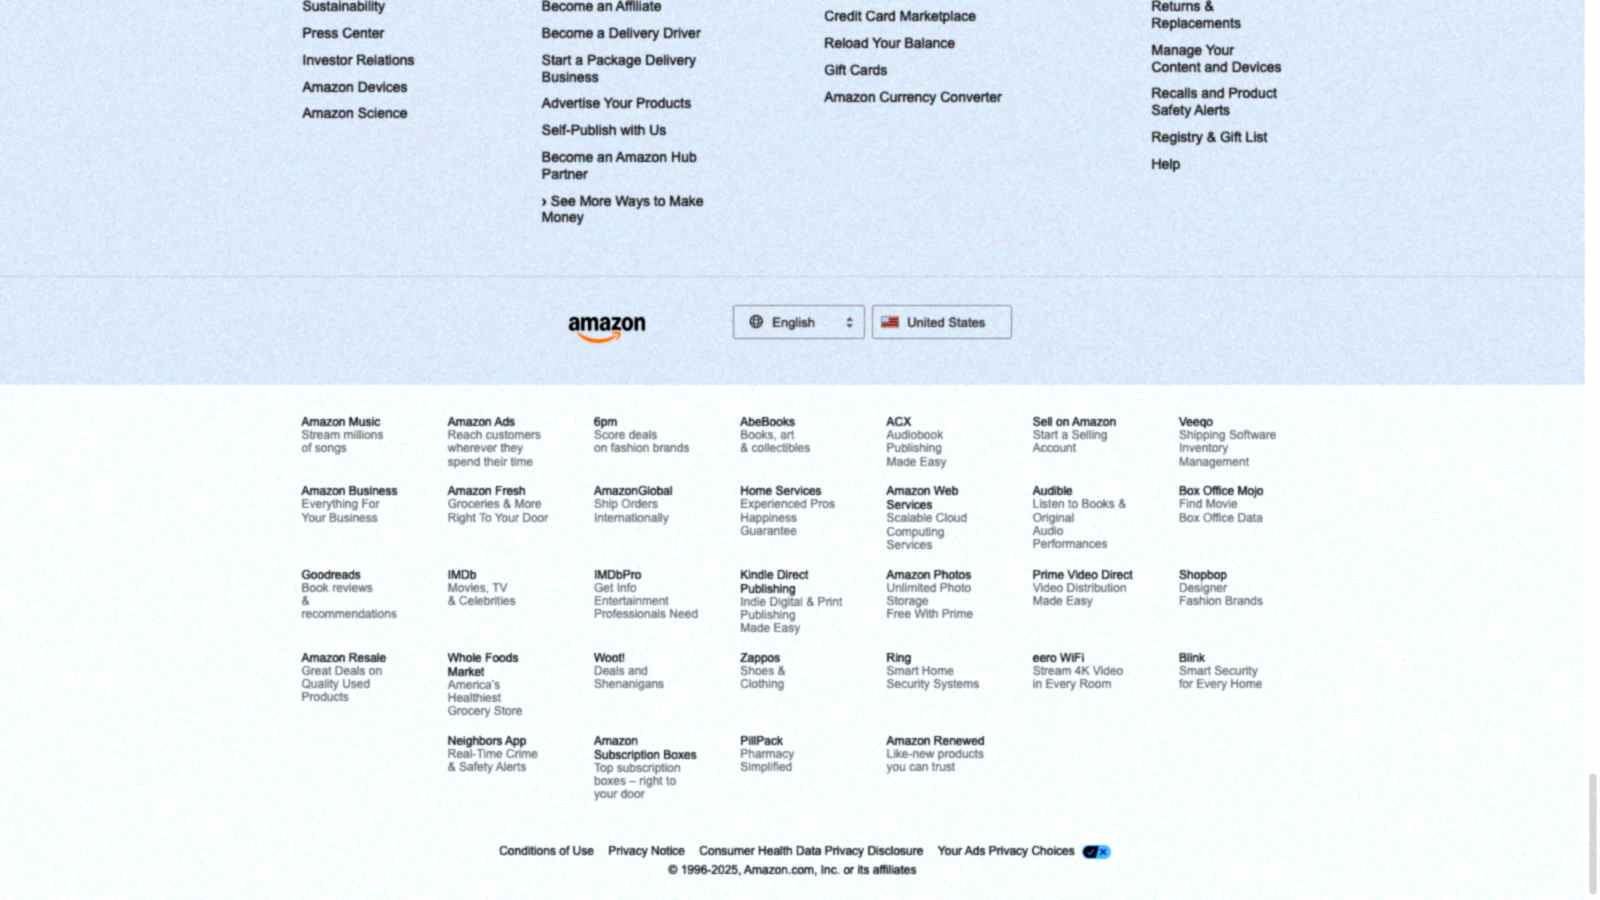 Sustainability
Press Center
Investor Relations
Amazon Devices
Amazon Science
Become an Affiliate
Become a Delivery Driver
Start a Package Delivery
Business
Advertise Your Products
Self-Publish with Us
Become an Amazon Hub
Partner
› See More Ways to Make
Money
Credit Card Marketplace
Reload Your Balance
Gift Cards
Amazon Currency Converter
Returns &
Replacements
Manage Your
Content and Devices
Recalls and Product
Safety Alerts
Registry & Gift List
Help
amazon
English
United States
Amazon Music
Stream millions
of songs
Amazon Ads
Reach customers
wherever they
spend their time
6pm
Score deals
on fashion brands
AbeBooks
Books, art
& collectibles
ACX
Audiobook
Publishing
Made Easy
Sell on Amazon
Start a Selling
Account
Veeqo
Shipping Software
Inventory
Management
Amazon Business
Everything For
Your Business
Amazon Fresh
Groceries & More
Right To Your Door
AmazonGlobal
Ship Orders
Internationally
Home Services
Experienced Pros
Happiness
Guarantee
Amazon Web
Services
Scalable Cloud
Computing
Services
Audible
Listen to Books &
Original
Audio
Performances
Box Office Mojo
Find Movie
Box Office Data
Goodreads
Book reviews
&
recommendations
IMDb
Movies, TV
& Celebrities
IMDbPro
Get Info
Entertainment
Professionals Need
Kindle Direct
Publishing
Indie Digital & Print
Publishing
Made Easy
Amazon Photos
Unlimited Photo
Storage
Free With Prime
Prime Video Direct
Video Distribution
Made Easy
Shopbop
Designer
Fashion Brands
Amazon Resale
Great Deals on
Quality Used
Products
Whole Foods
Market
America's
Healthiest
Grocery Store
Woot!
Deals and
Shenanigans
Zappos
Shoes &
Clothing
Ring
Smart Home
Security Systems
eero WiFi
Stream 4K Video
in Every Room
Blink
Smart Security
for Every Home
Neighbors App
Real-Time Crime
& Safety Alerts
Amazon
Subscription Boxes
Top subscription
boxes – right to
your door
PillPack
Pharmacy
Simplified
Amazon Renewed
Like-new products
you can trust
Conditions of Use Privacy Notice Consumer Health Data Privacy Disclosure Your Ads Privacy Choices
© 1996-2025, Amazon.com, Inc. or its affiliates